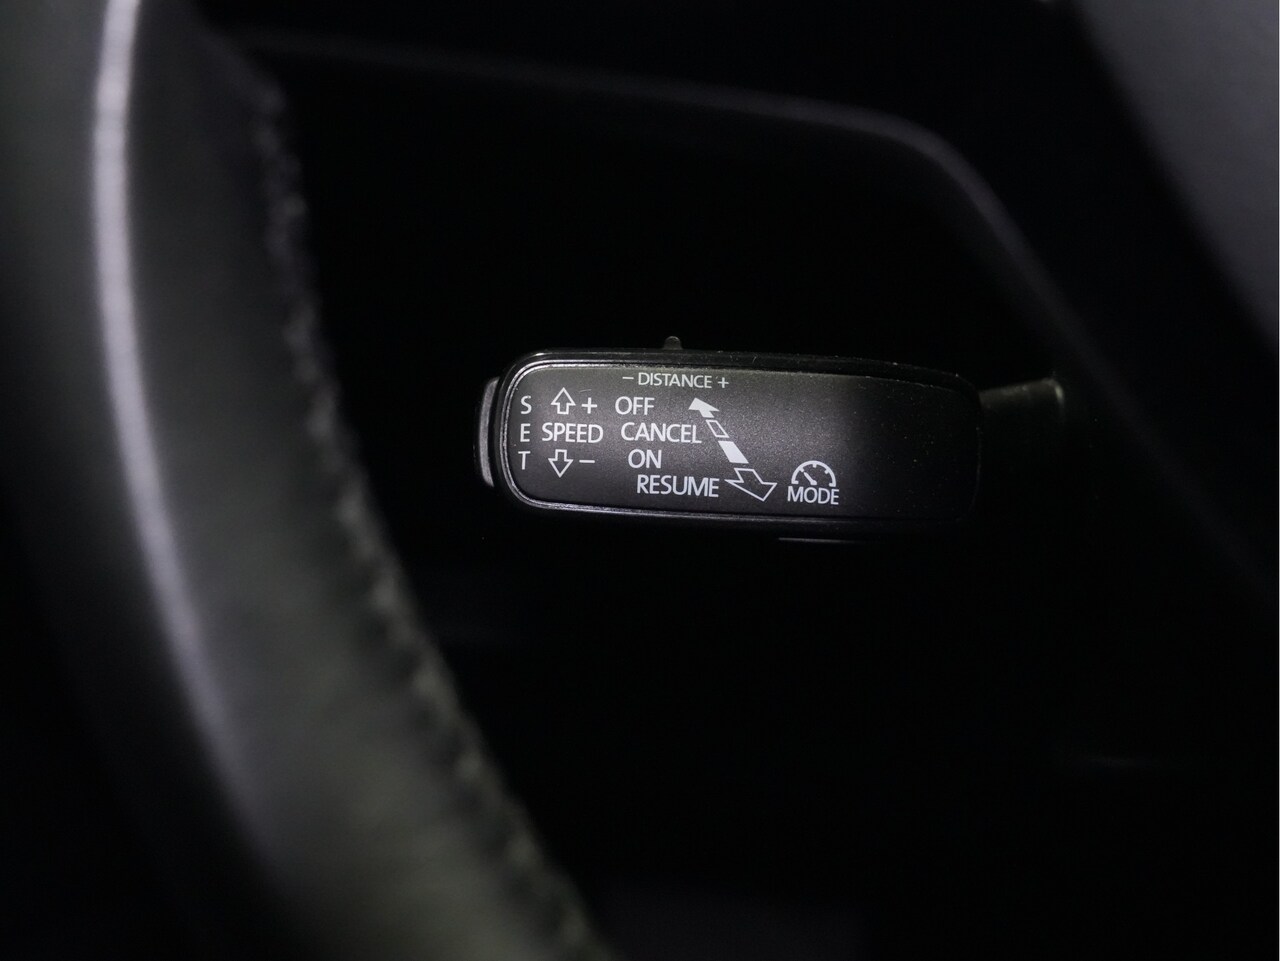 – DISTANCE +
S + OFF
E SPEED CANCEL
T – ON
RESUME MODE